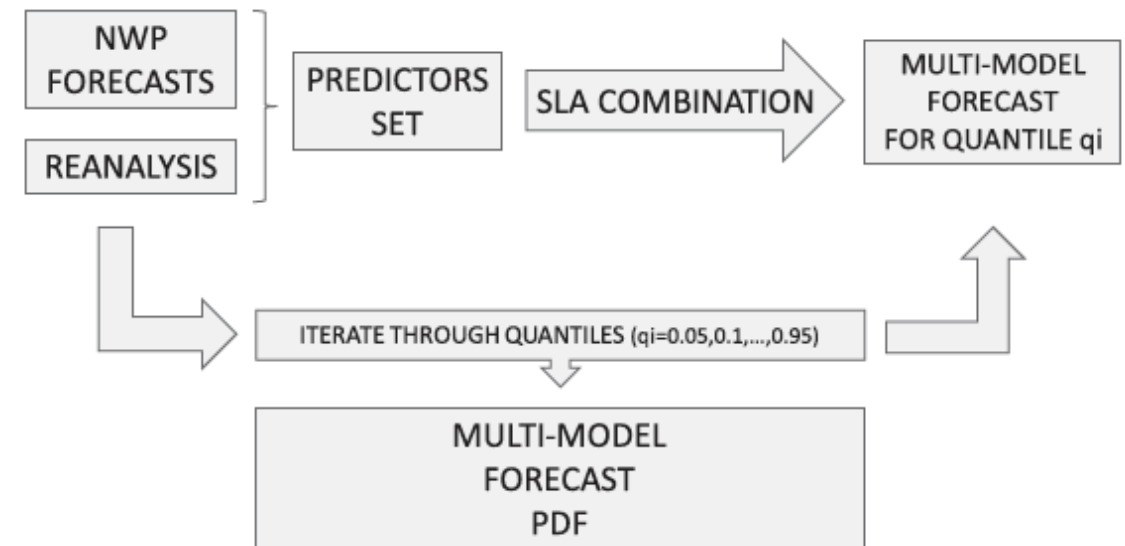 NWP
FORECASTS
REANALYSIS
PREDICTORS
SET
SLA COMBINATION
MULTI-MODEL
FORECAST
FOR QUANTILE qi
ITERATE THROUGH QUANTILES (qi=0.05,0.1,...,0.95)
MULTI-MODEL
FORECAST
PDF